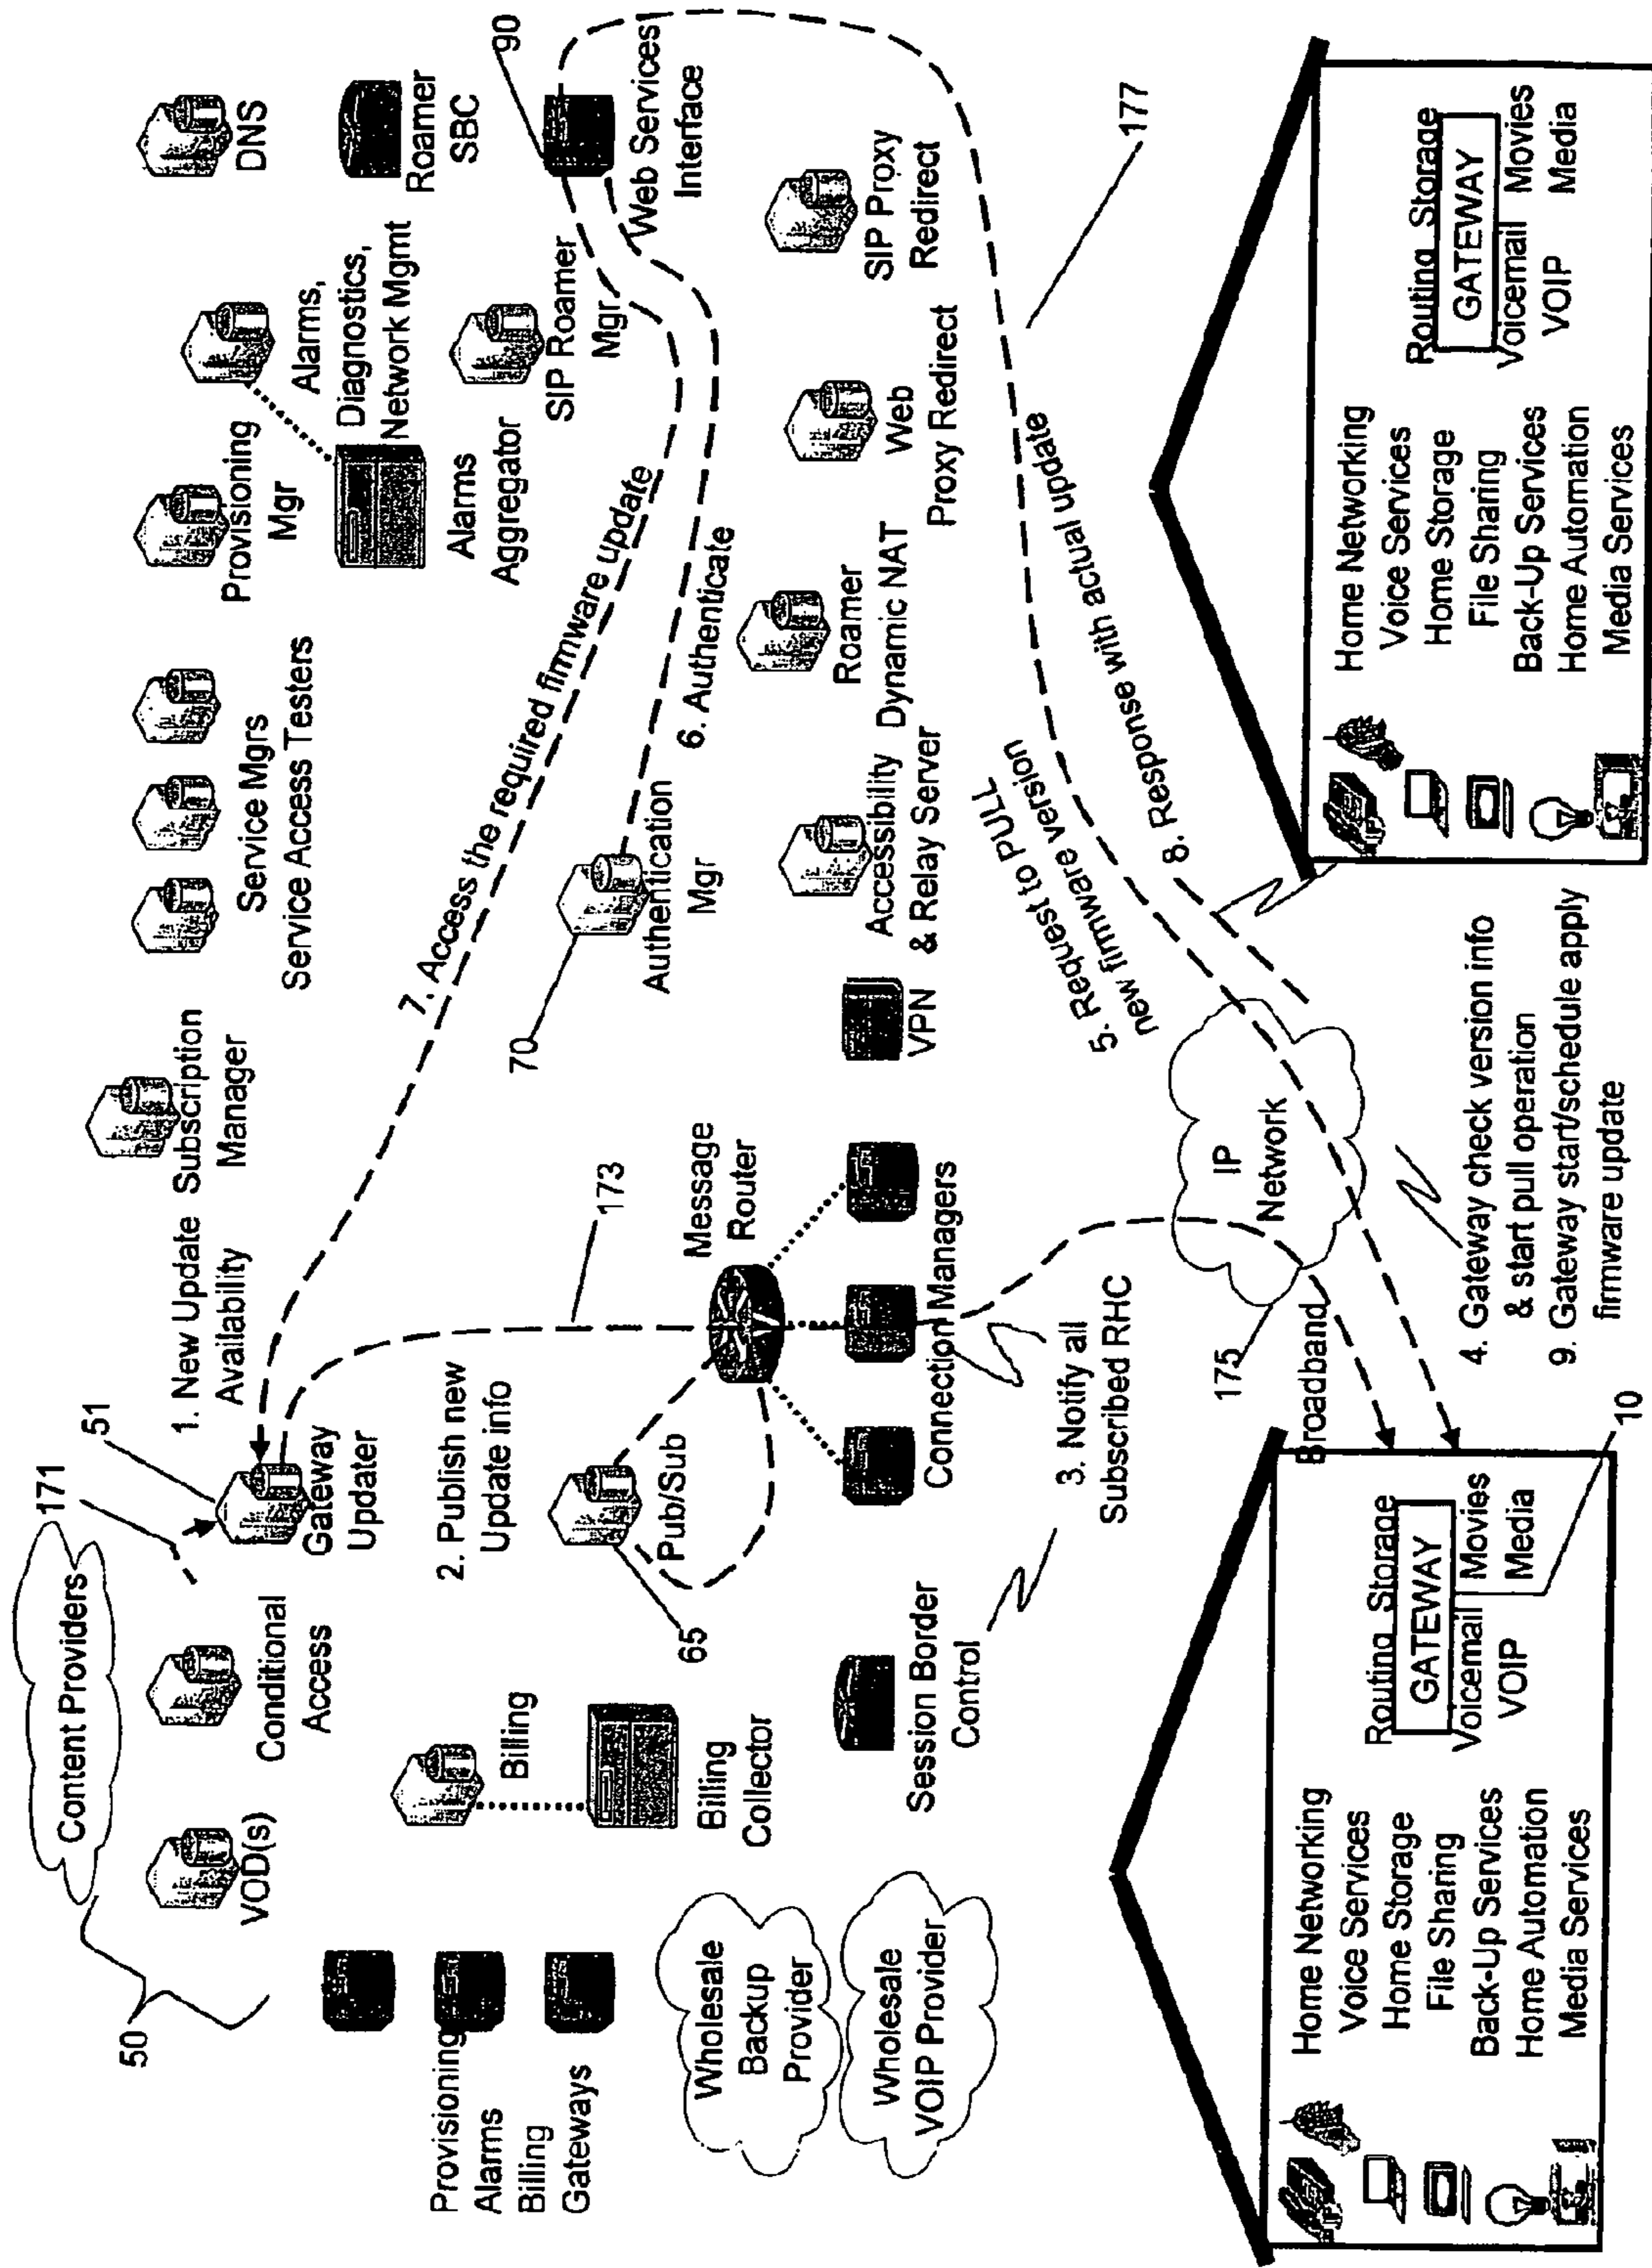 50
Content Providers
171
51
VOD(s)
Conditional
Access
Gateway
Updater
1. New Update
Availability
Subscription
Manager
Service Mgrs
Service Access Testers
Provisioning
Mgr
Alarms,
Diagnostics,
Network Mgmt
DNS
Provisioning
Alarms
Billing
Gateways
Billing
Billing
Collector
2. Publish new
Update info
Pub/Sub
65
173
7. Access the required firmware update
Alarms
Aggregator
SIP Roamer
Mgr
Roamer
SBC
90
Web Services
Interface
Message
Router
70
Authentication
Mgr
6. Authenticate
Wholesale
Backup
Provider
Wholesale
VOIP Provider
Session Border
Control
Connection Managers
VPN
Accessibility
& Relay Server
Roamer
Dynamic NAT
Web
Proxy Redirect
SIP Proxy
Redirect
3. Notify all
Subscribed RHC
5. Request to PULL
new firmware version
8. Response with actual update
177
IP
Network
175
Broadband
4. Gateway check version info
& start pull operation
9. Gateway start/schedule apply
firmware update
10
Home Networking
Voice Services
Home Storage
File Sharing
Back-Up Services
Home Automation
Media Services
Routing Storage
GATEWAY
Voicemail Movies
VOIP Media
Home Networking
Voice Services
Home Storage
File Sharing
Back-Up Services
Home Automation
Media Services
Routing Storage
GATEWAY
Voicemail Movies
VOIP Media